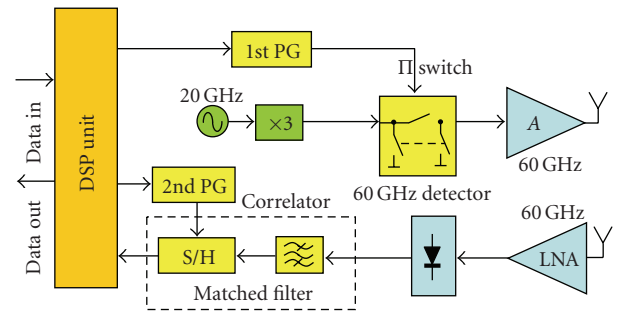 1st PG
Π switch
20 GHz
×3
A
60 GHz
Data in
DSP unit
Data out
2nd PG
Correlator
60 GHz detector
60 GHz
S/H
LNA
Matched filter